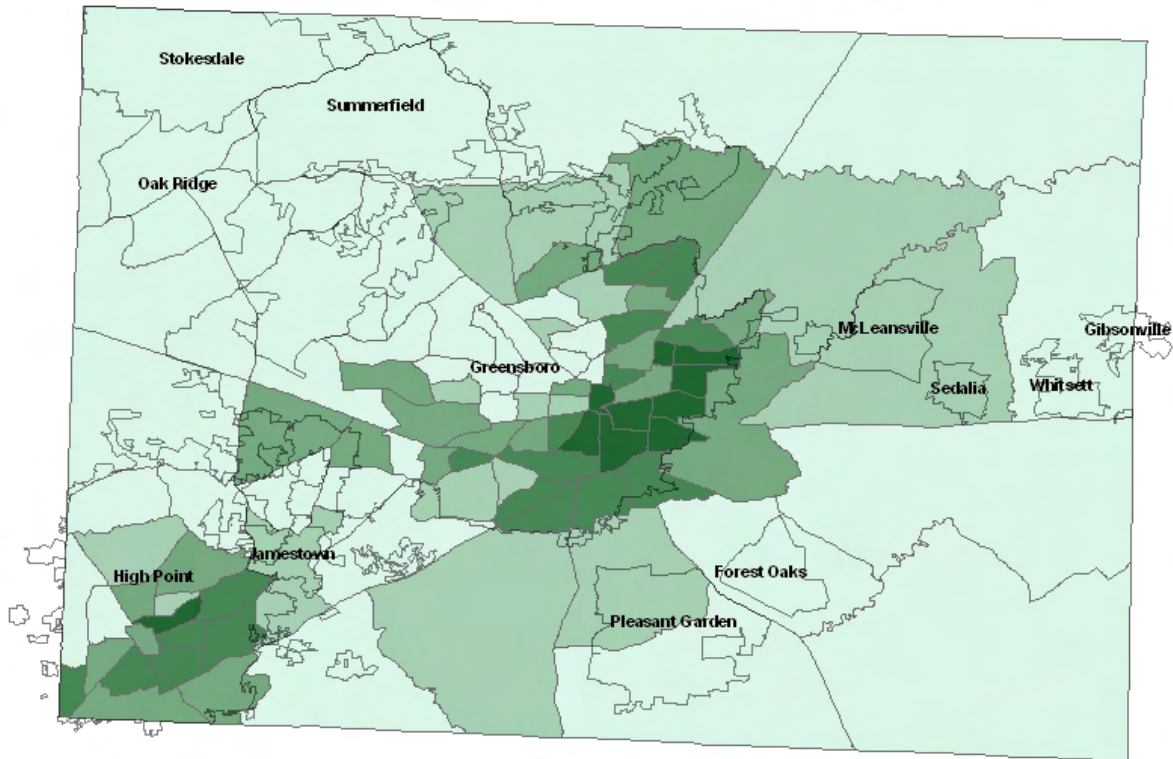 Stokesdale
Summerfield
Oak Ridge
McLeansville
Gibsonville
Greensboro
Sedalia
Whitsett
Jamestown
High Point
Forest Oaks
Pleasant Garden